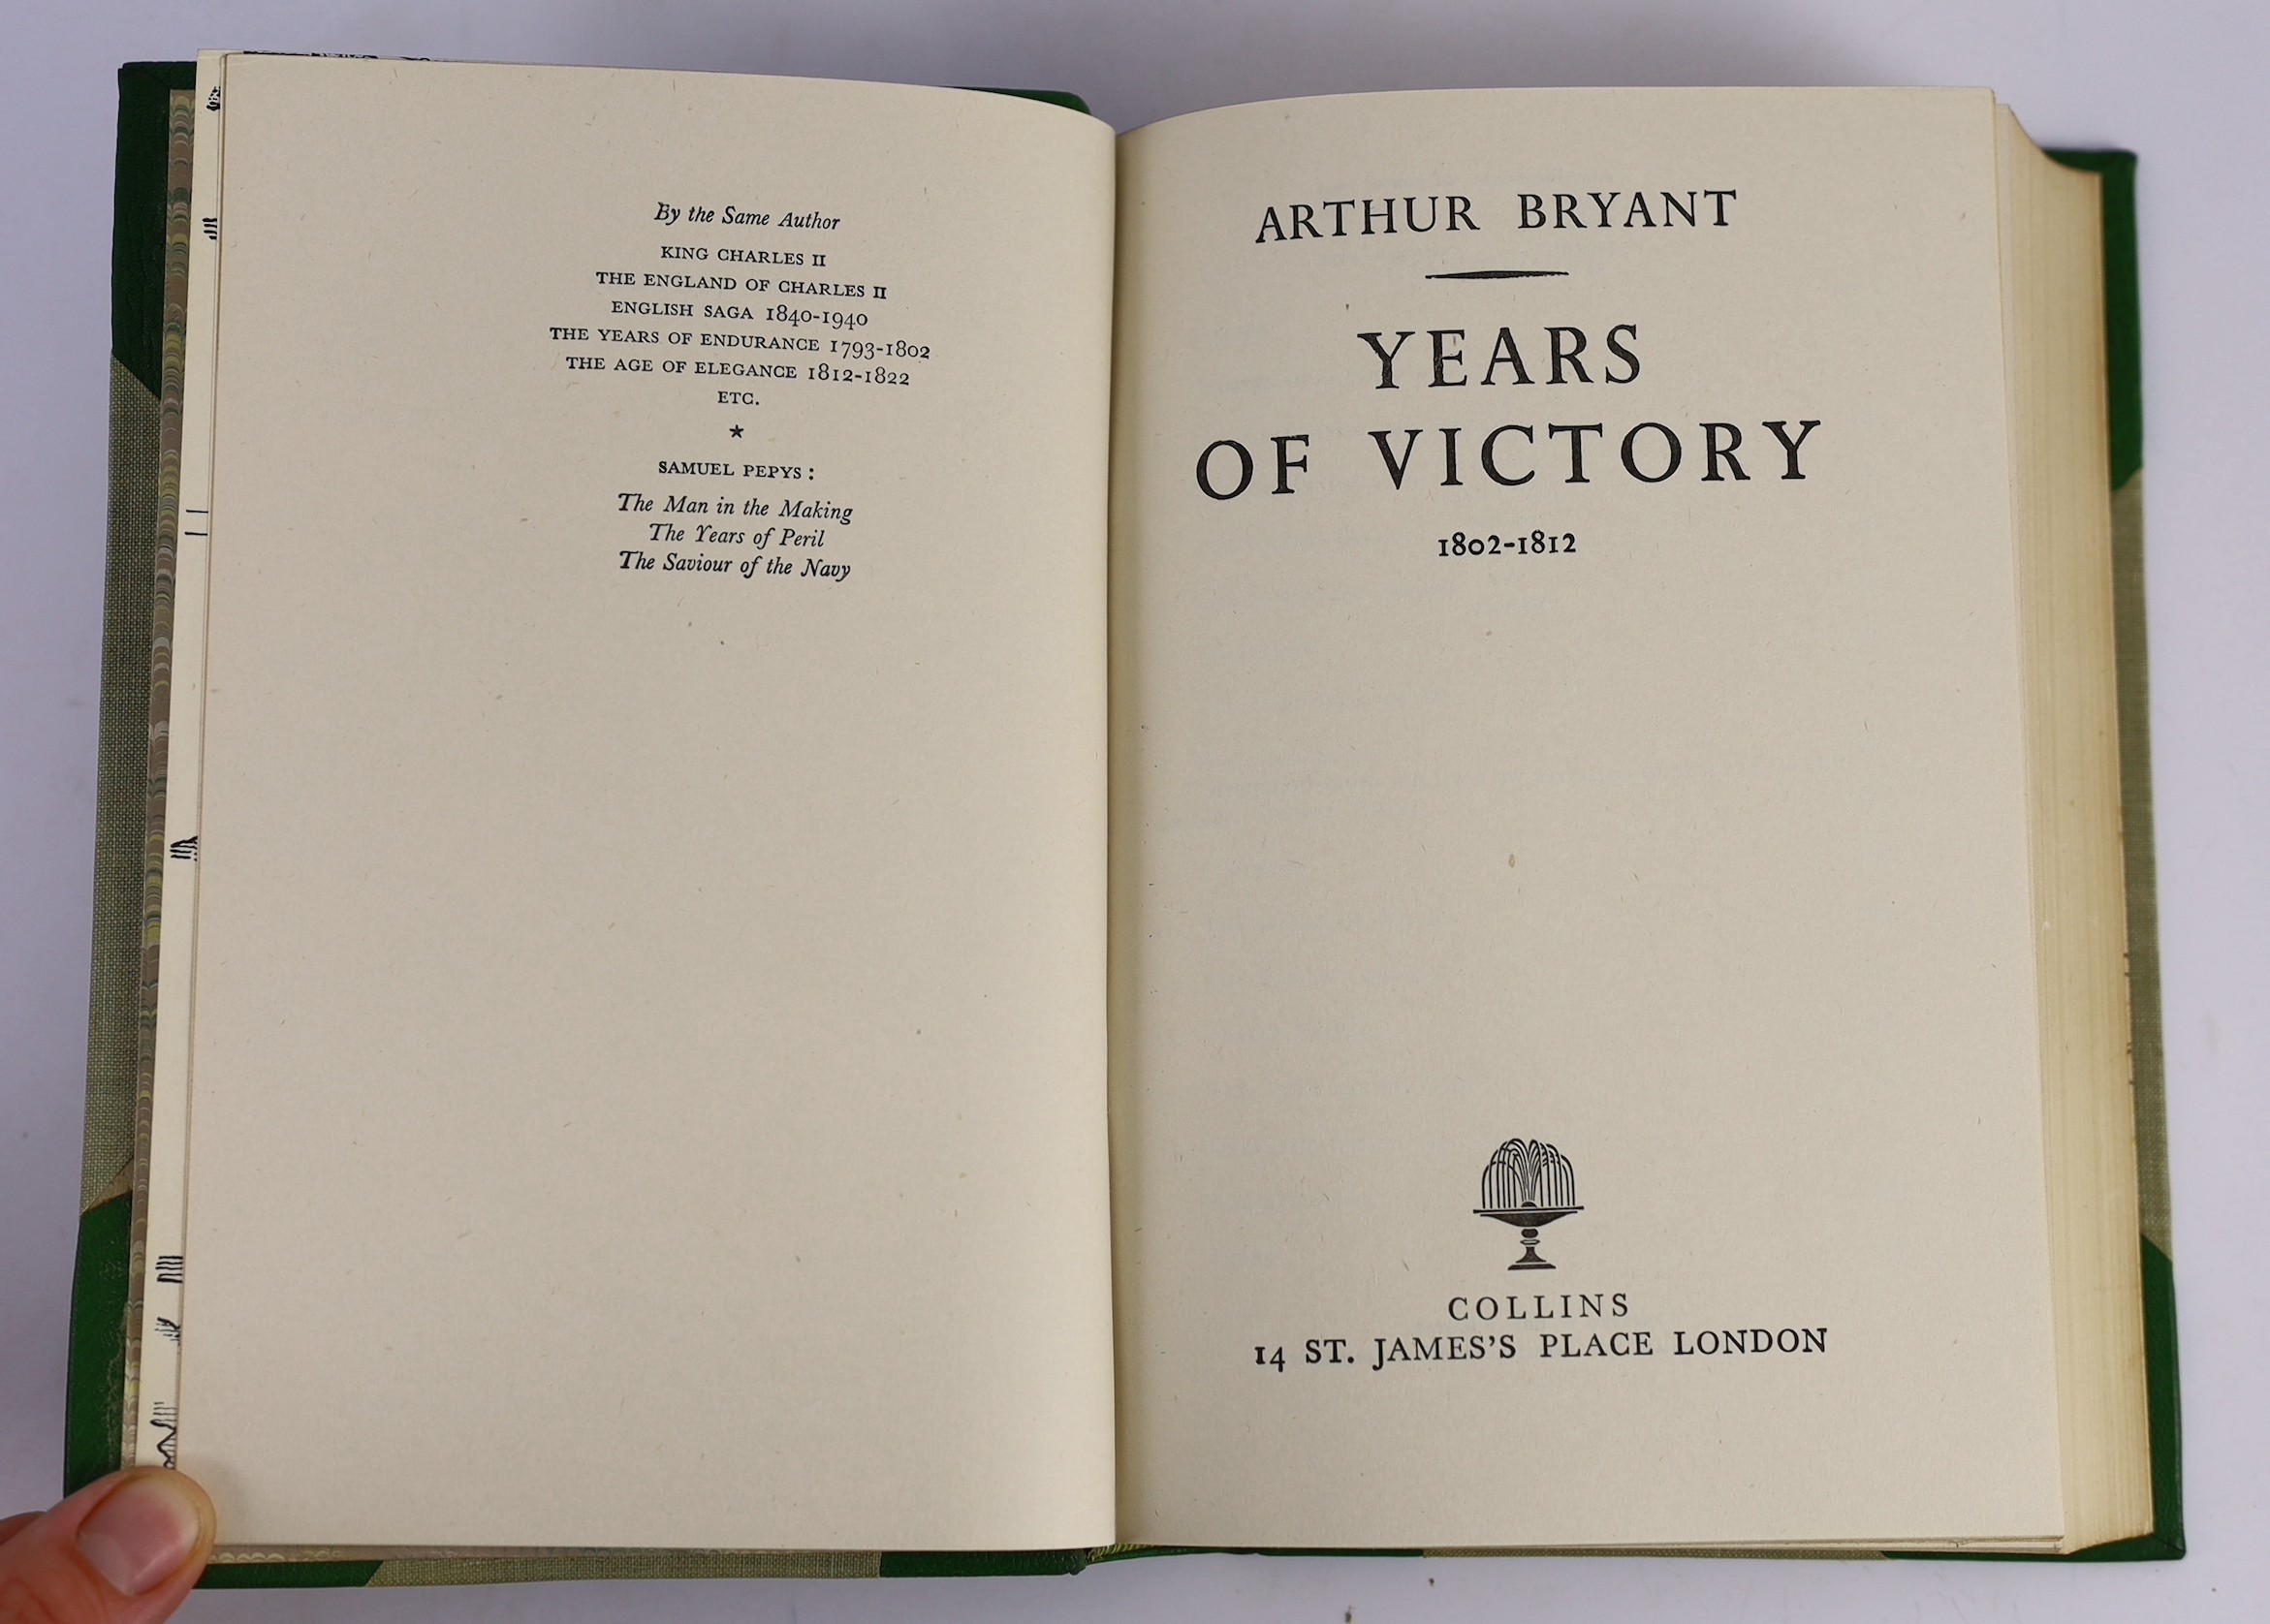 By the Same Author
KING CHARLES II
THE ENGLAND OF CHARLES II
ENGLISH SAGA 1840-1940
THE YEARS OF ENDURANCE 1793-1802
THE AGE OF ELEGANCE 1812-1822
ETC.
★
SAMUEL PEPYS :
The Man in the Making
The Years of Peril
The Saviour of the Navy
ARTHUR BRYANT
YEARS
OF VICTORY
1802-1812
COLLINS
14 ST. JAMES'S PLACE LONDON